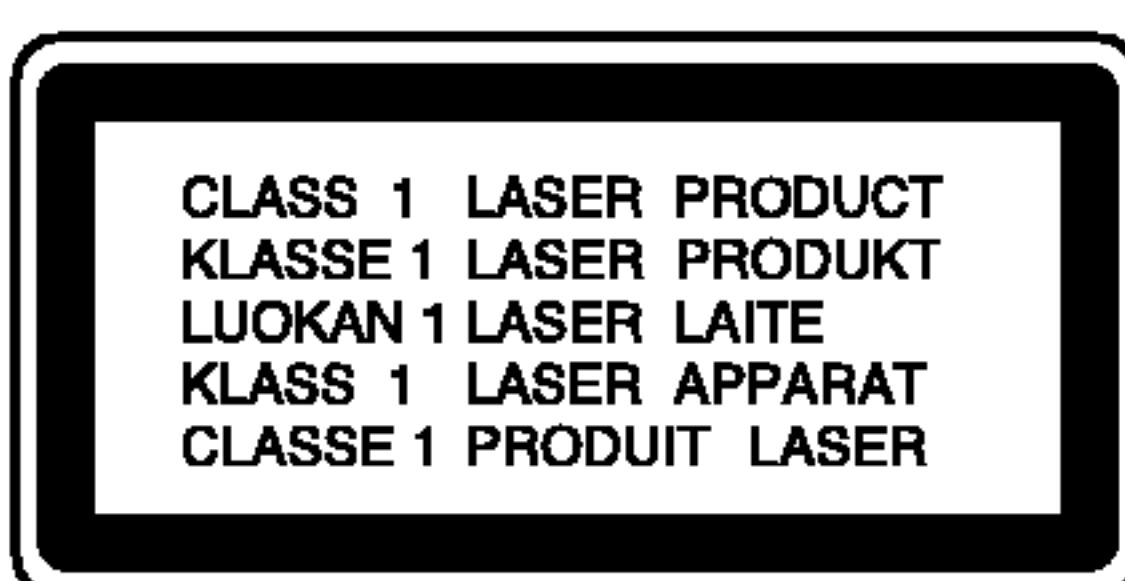 CLASS 1 LASER PRODUCT
KLASSE 1 LASER PRODUKT
LUOKAN 1 LASER LAITE
KLASS 1 LASER APPARAT
CLASSE 1 PRODUIT LASER